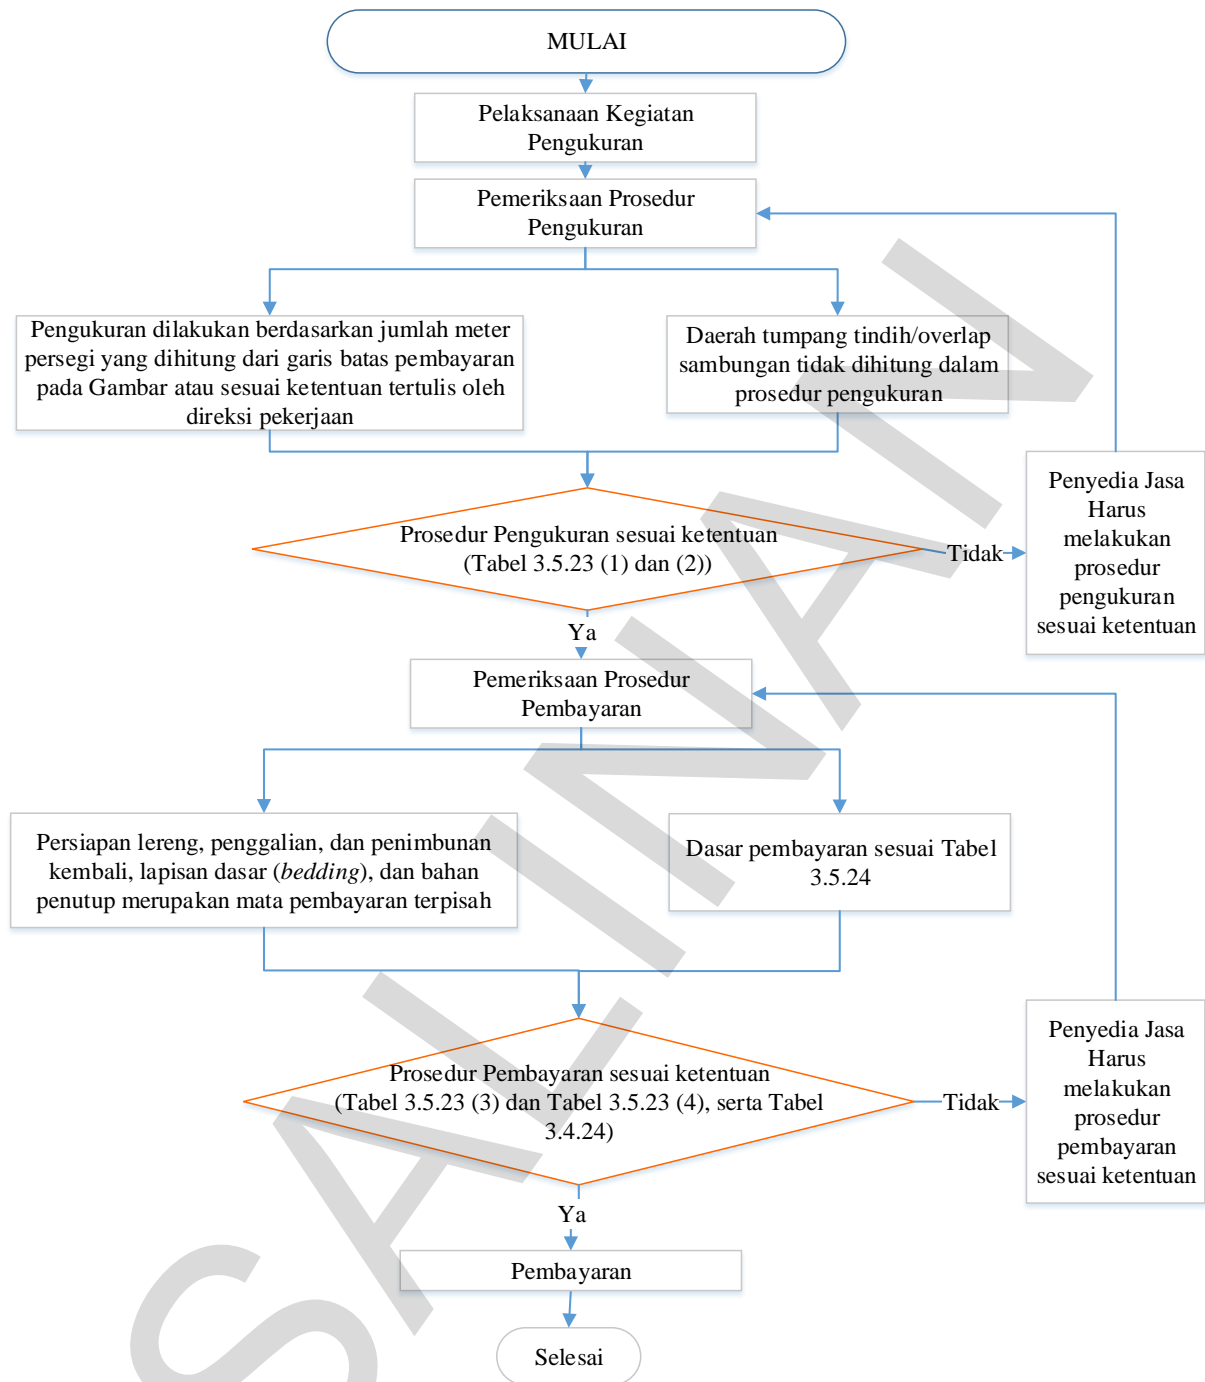 MULAI
Pelaksanaan Kegiatan
Pengukuran
Pemeriksaan Prosedur
Pengukuran
Pengukuran dilakukan berdasarkan jumlah meter
persegi yang dihitung dari garis batas pembayaran
pada Gambar atau sesuai ketentuan tertulis oleh
direksi pekerjaan
Daerah tumpang tindih/overlap
sambungan tidak dihitung dalam
prosedur pengukuran
Prosedur Pengukuran sesuai ketentuan
(Tabel 3.5.23 (1) dan (2))
Tidak
Penyedia Jasa
Harus
melakukan
prosedur
pengukuran
sesuai ketentuan
Ya
Pemeriksaan Prosedur
Pembayaran
Persiapan lereng, penggalian, dan penimbunan
kembali, lapisan dasar (bedding), dan bahan
penutup merupakan mata pembayaran terpisah
Dasar pembayaran sesuai Tabel
3.5.24
Prosedur Pembayaran sesuai ketentuan
(Tabel 3.5.23 (3) dan Tabel 3.5.23 (4), serta Tabel
3.4.24)
Tidak
Penyedia Jasa
Harus
melakukan
prosedur
pembayaran
sesuai ketentuan
Ya
Pembayaran
Selesai
SALINAN